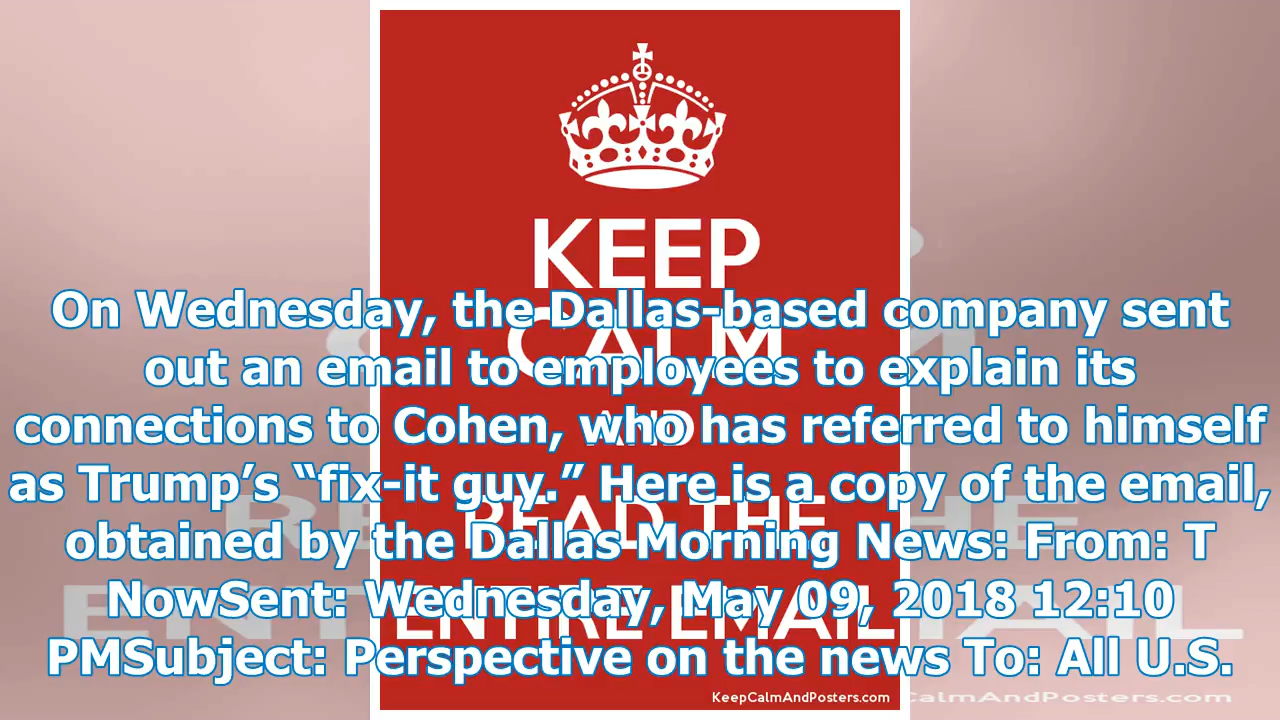 KEEP
CALM
AND
READ THE
ENTIRE EMAIL
KeepCalmAndPosters.com
On Wednesday, the Dallas-based company sent
out an email to employees to explain its
connections to Cohen, who has referred to himself
as Trump’s “fix-it guy.” Here is a copy of the email,
obtained by the Dallas Morning News: From: T
NowSent: Wednesday, May 09, 2018 12:10
PMSubject: Perspective on the news To: All U.S.